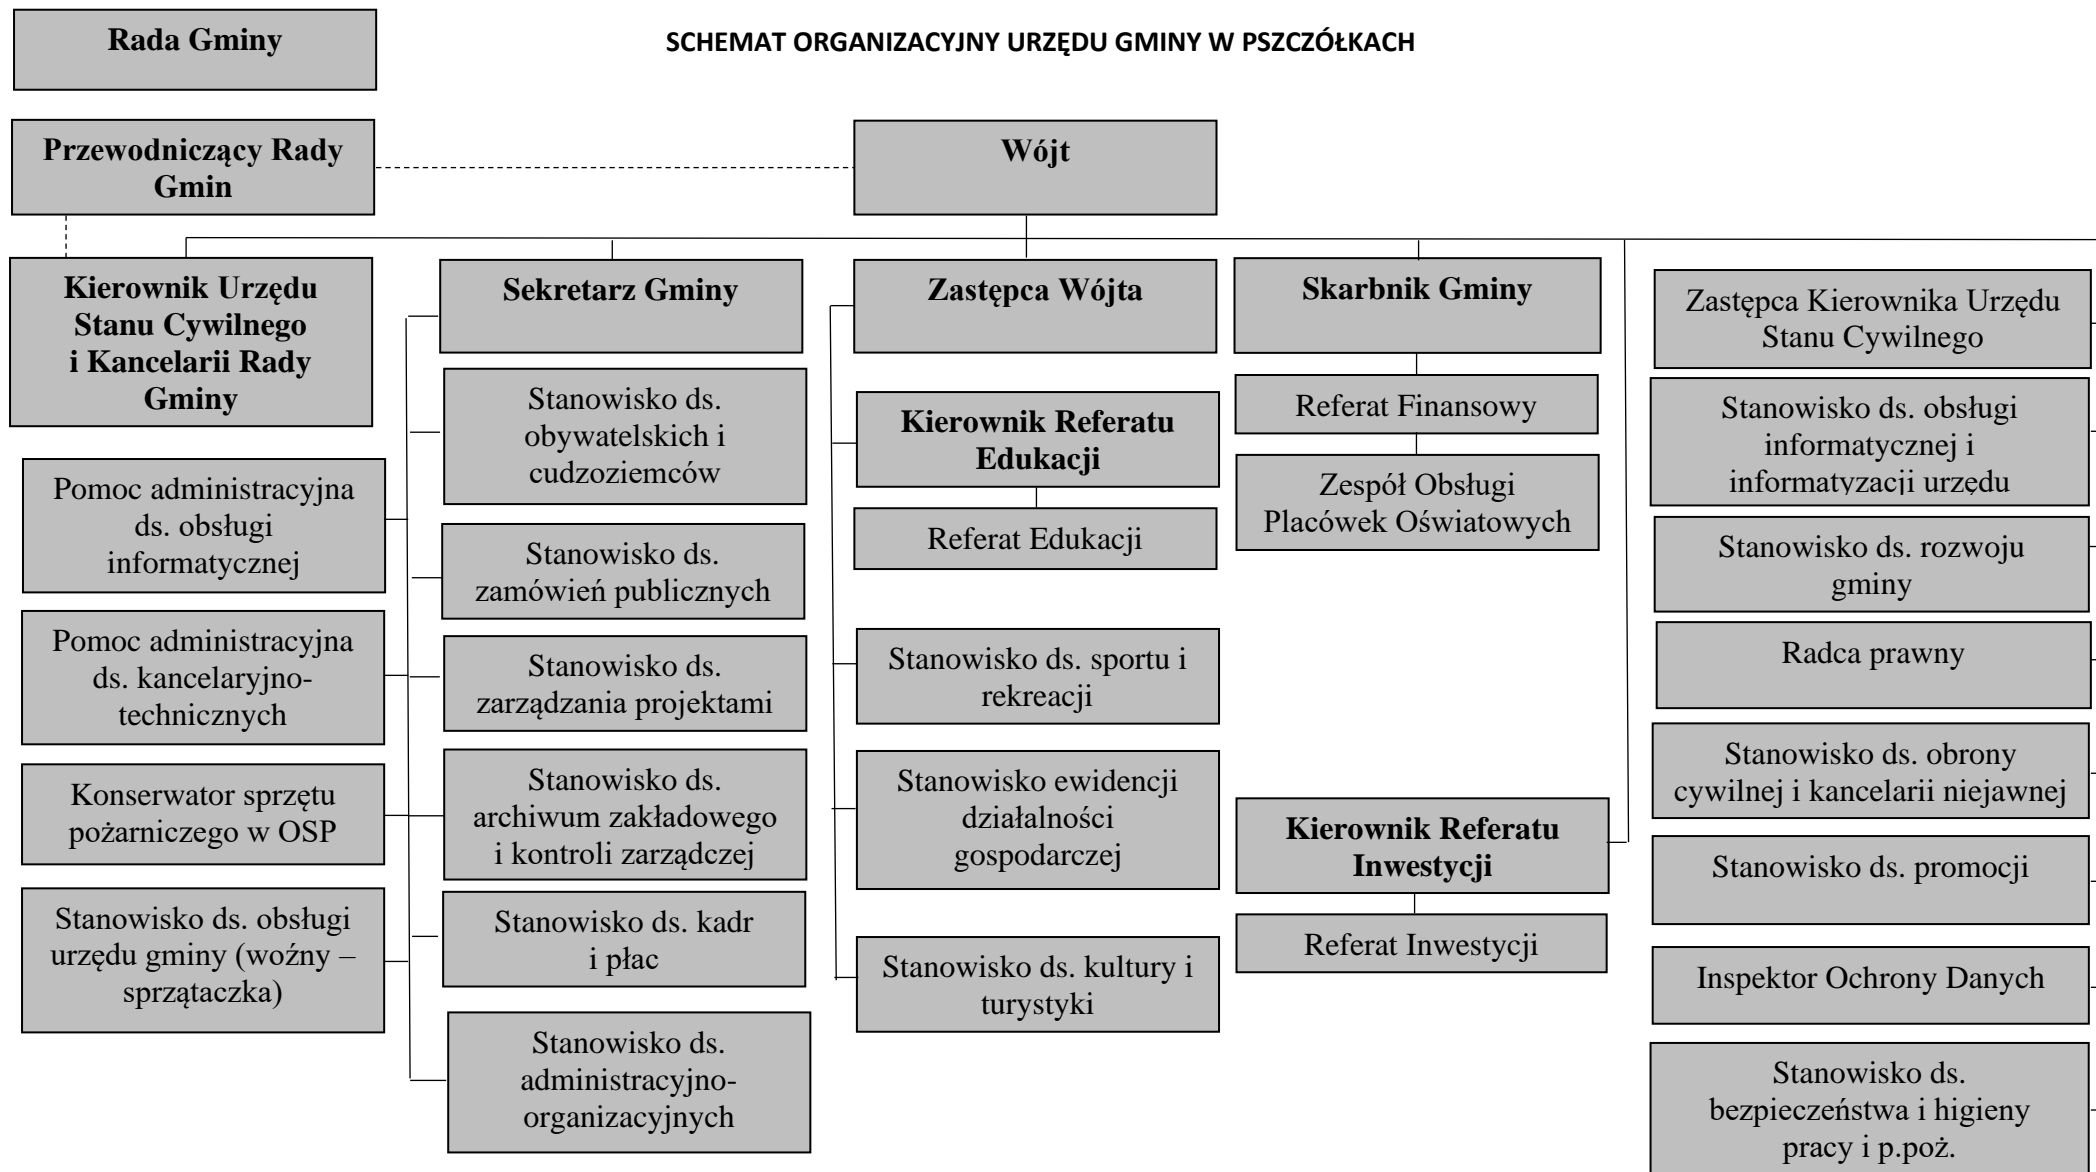 Rada Gminy
SCHEMAT ORGANIZACYJNY URZĘDU GMINY W PSZCZÓŁKACH
Przewodniczący Rady
Gmin
Wójt
Kierownik Urzędu
Stanu Cywilnego
i Kancelarii Rady
Gminy
Sekretarz Gminy
Zastępca Wójta
Skarbnik Gminy
Zastępca Kierownika Urzędu
Stanu Cywilnego
Pomoc administracyjna
ds. obsługi
informatycznej
Pomoc administracyjna
ds. kancelaryjno-
technicznych
Konserwator sprzętu
pożarniczego w OSP
Stanowisko ds. obsługi
urzędu gminy (woźny –
sprzątaczka)
Stanowisko ds.
obywatelskich i
cudzoziemców
Stanowisko ds.
zamówień publicznych
Stanowisko ds.
zarządzania projektami
Stanowisko ds.
archiwum zakładowego
i kontroli zarządczej
Stanowisko ds. kadr
i płac
Stanowisko ds.
administracyjno-
organizacyjnych
Kierownik Referatu
Edukacji
Referat Edukacji
Stanowisko ds. sportu i
rekreacji
Stanowisko ewidencji
działalności
gospodarczej
Stanowisko ds. kultury i
turystyki
Referat Finansowy
Zespół Obsługi
Placówek Oświatowych
Kierownik Referatu
Inwestycji
Referat Inwestycji
Stanowisko ds. obsługi
informatycznej i
informatyzacji urzędu
Stanowisko ds. rozwoju
gminy
Radca prawny
Stanowisko ds. obrony
cywilnej i kancelarii niejawnej
Stanowisko ds. promocji
Inspektor Ochrony Danych
Stanowisko ds.
bezpieczeństwa i higieny
pracy i p.poż.